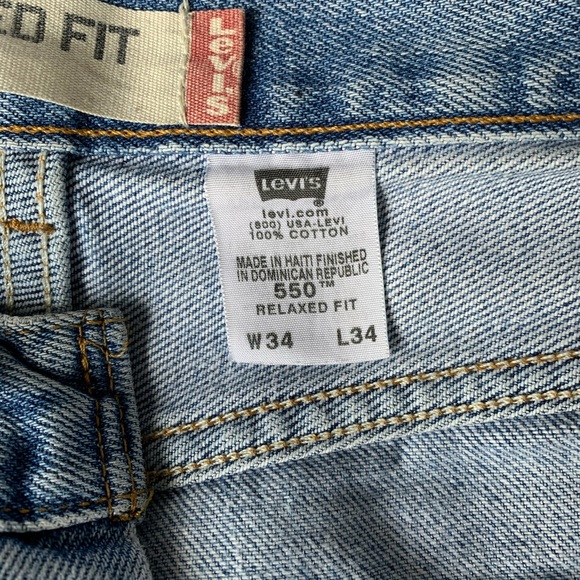 ED FIT
Levi's
LEVI'S
®
levi.com
(800) USA-LEVI
100% COTTON
MADE IN HAITI FINISHED
IN DOMINICAN REPUBLIC
550™
RELAXED FIT
W34 L34